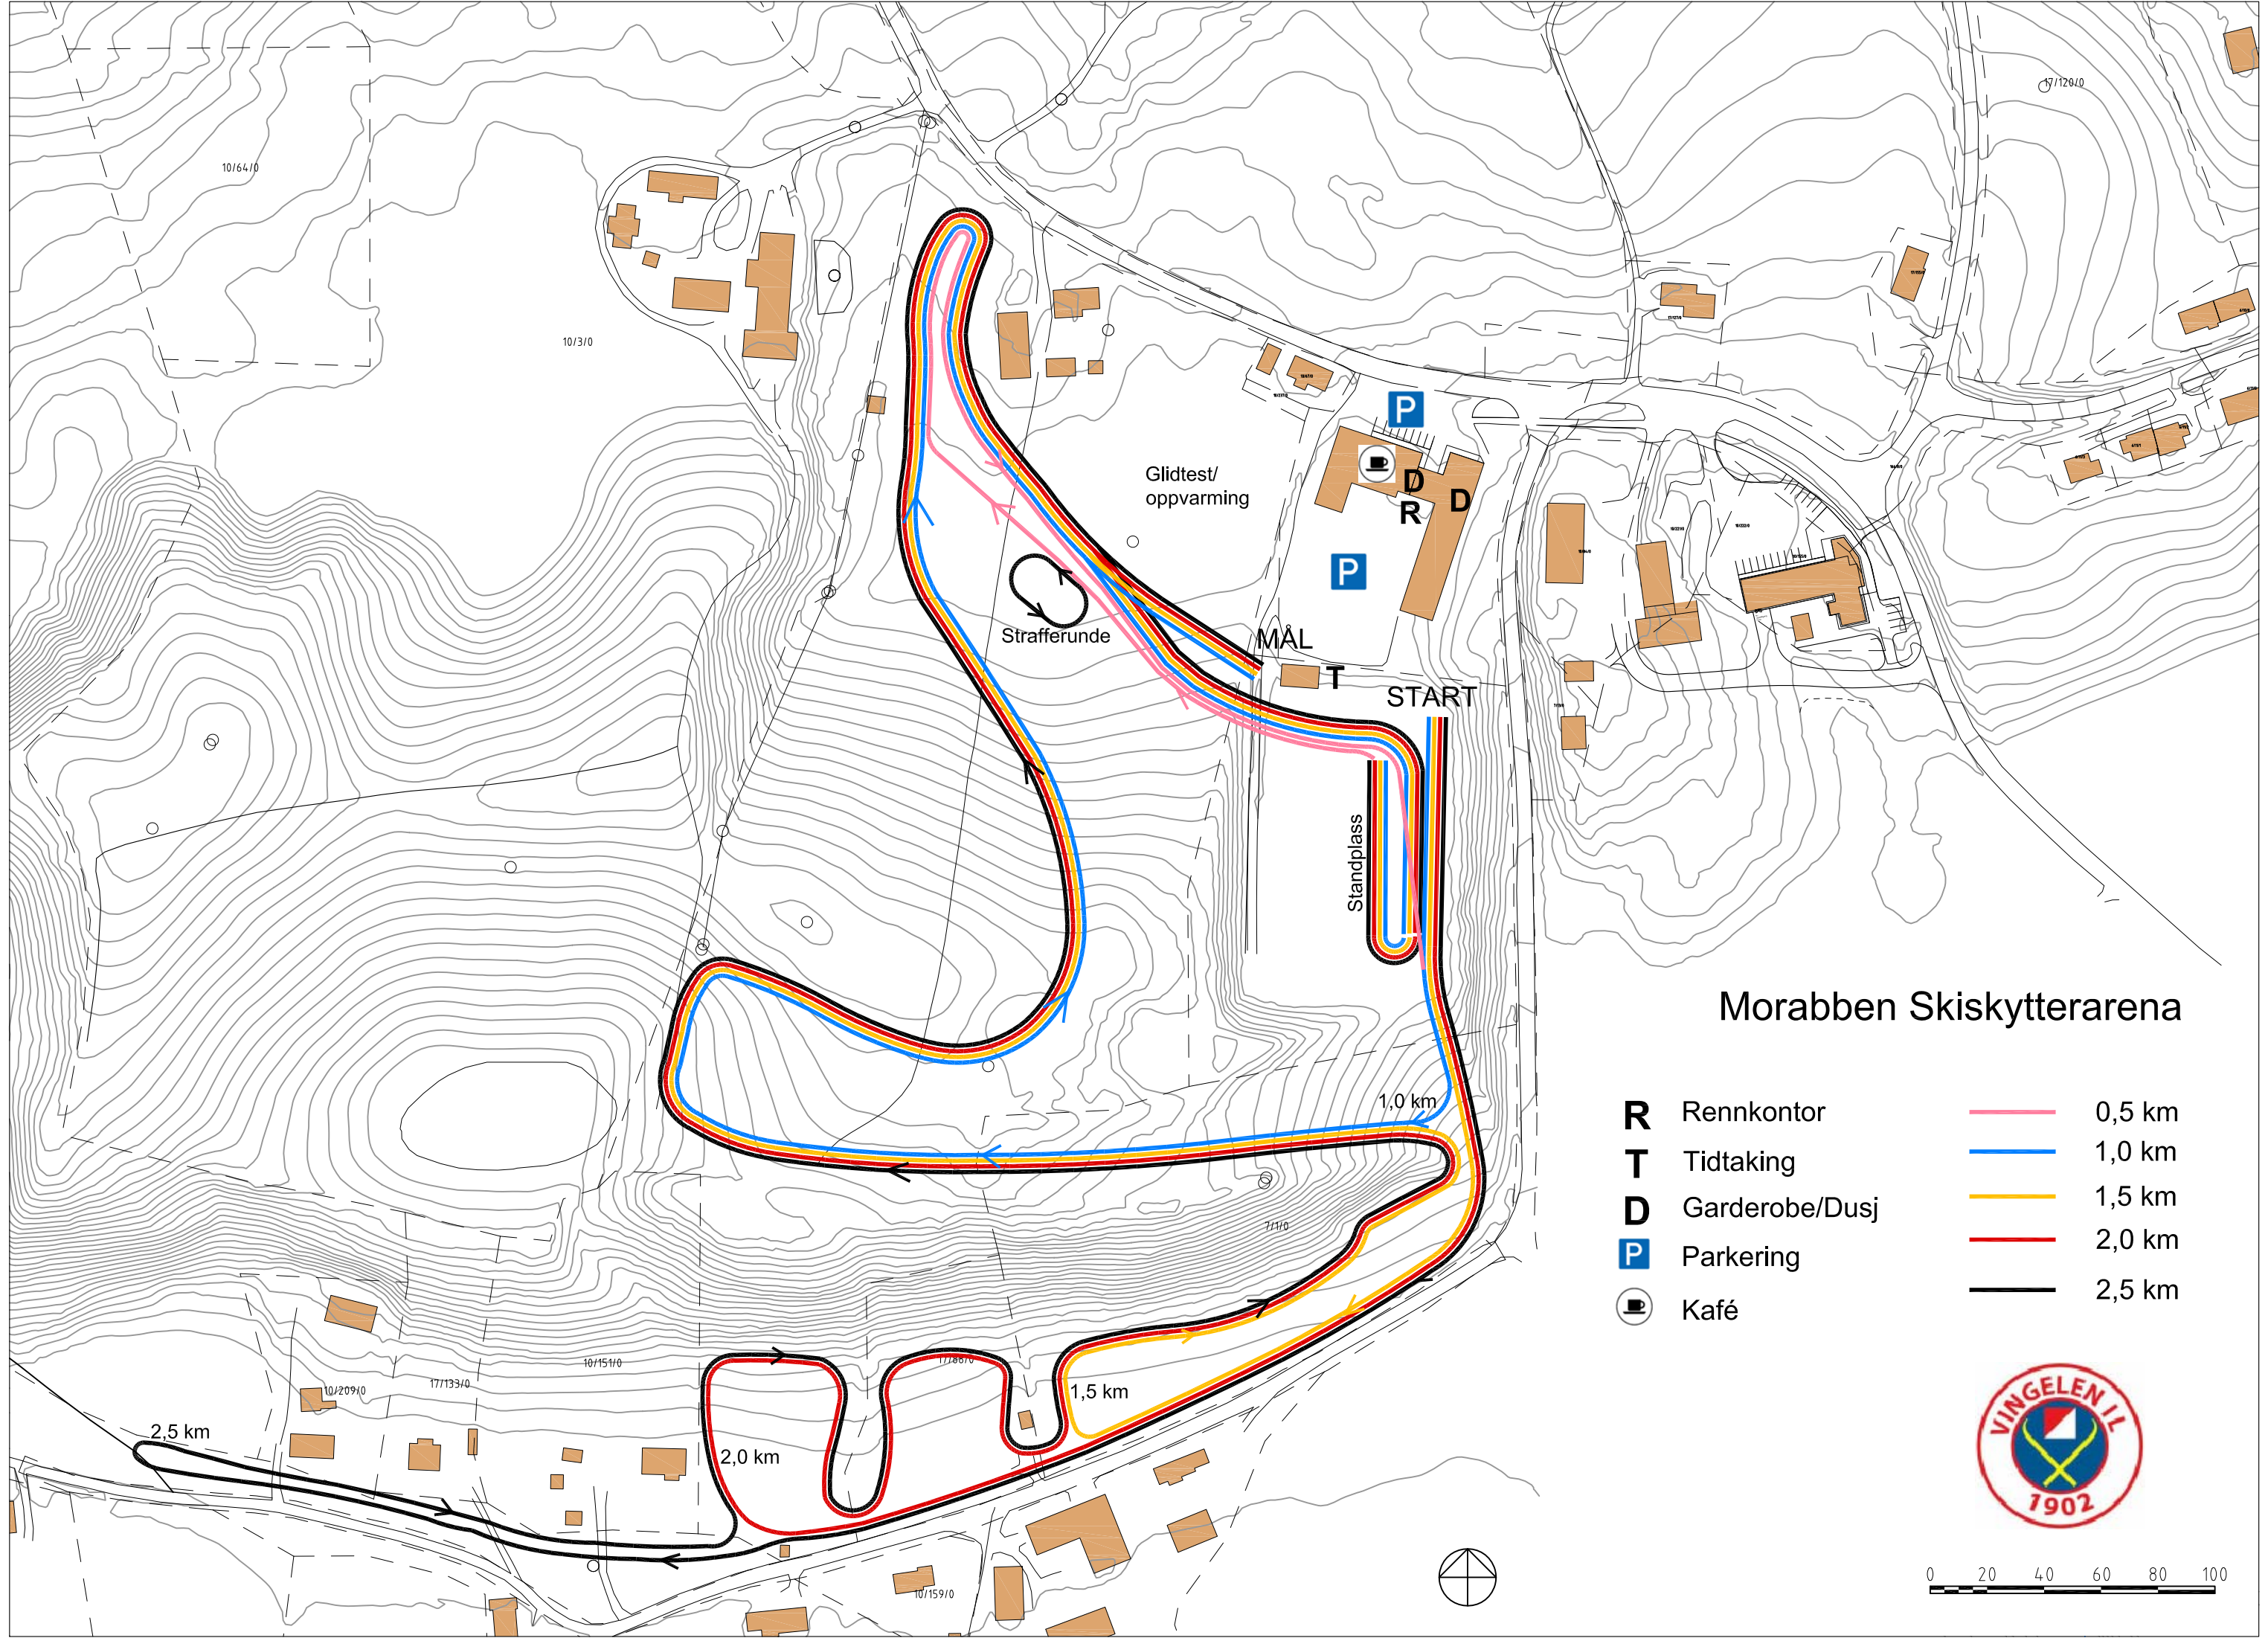 17/120/0
10/64/0
10/3/0
P
Glidtest/
oppvarming
D
D
R
P
Strafferunde
MÅL
T
START
Standplass
Morabben Skiskytterarena
1,0 km
R Rennkontor
T Tidtaking
D Garderobe/Dusj
P Parkering
Kafé
0,5 km
1,0 km
1,5 km
2,0 km
2,5 km
7/1/0
10/151/0
17/133/0
10/209/0
17/88/0
1,5 km
2,5 km
2,0 km
VINGELEN IL
1902
10/159/0
0 20 40 60 80 100